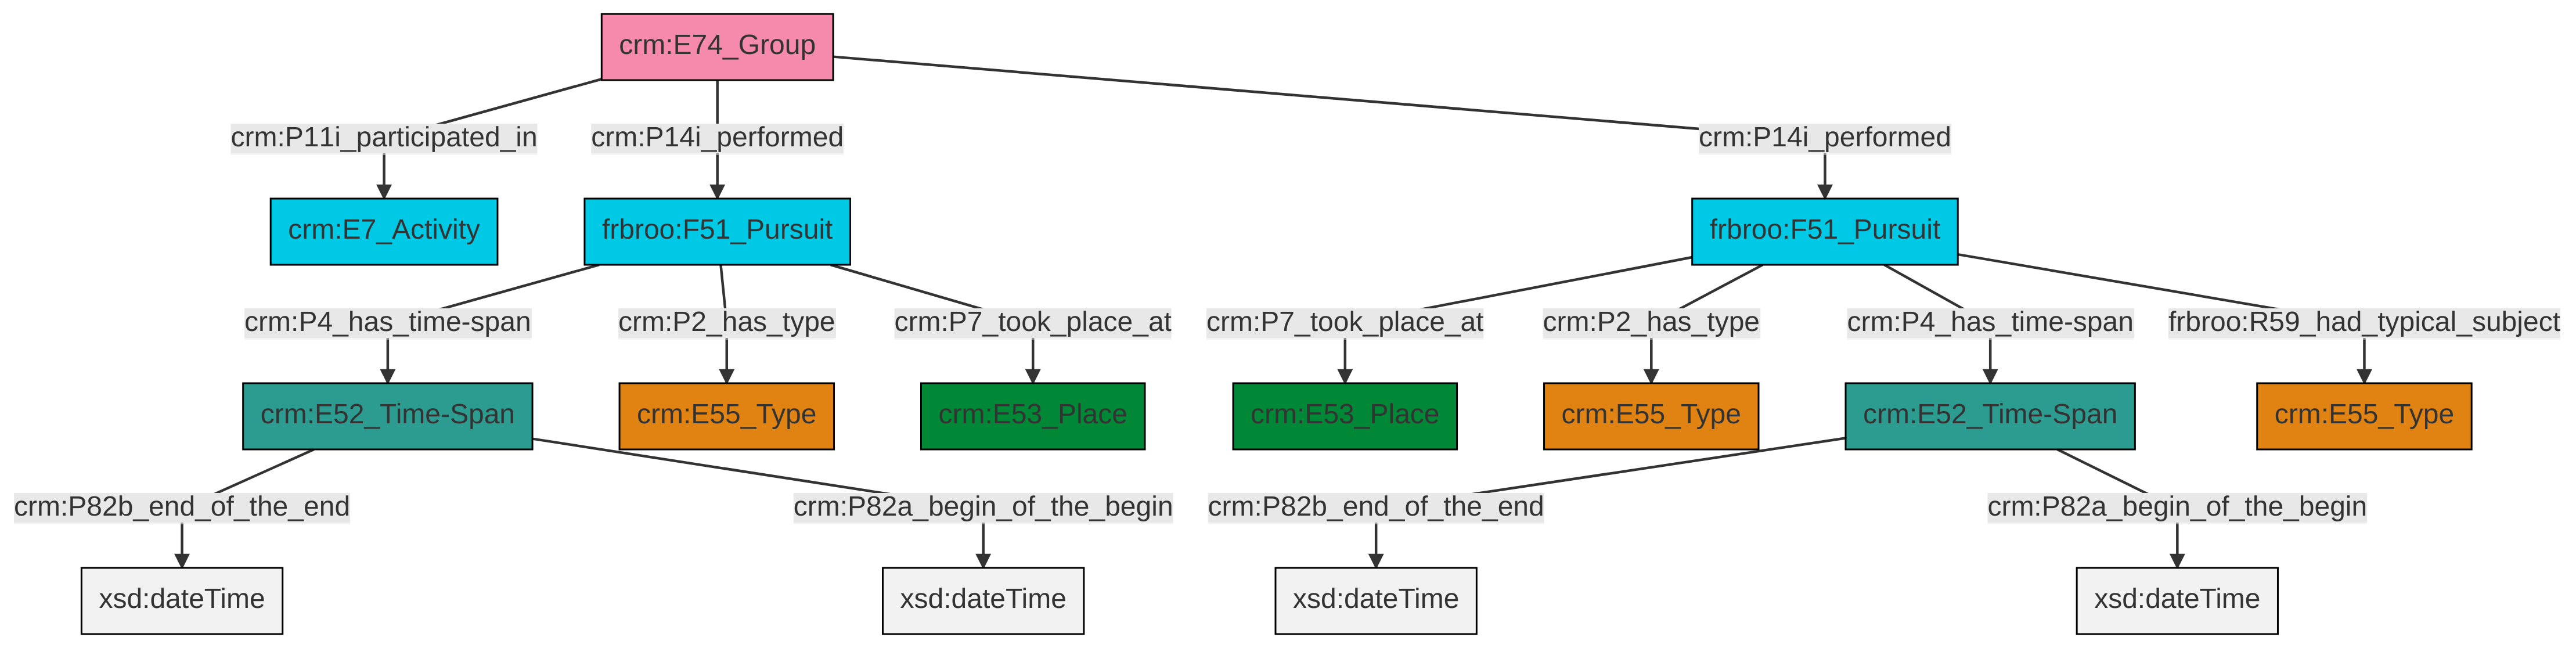 crm:E74_Group
crm:P11i_participated_in
crm:P14i_performed
crm:P14i_performed
crm:E7_Activity
frbroo:F51_Pursuit
frbroo:F51_Pursuit
crm:P4_has_time-span
crm:P2_has_type
crm:P7_took_place_at
crm:P7_took_place_at
crm:P2_has_type
crm:P4_has_time-span
frbroo:R59_had_typical_subject
crm:E52_Time-Span
crm:E55_Type
crm:E53_Place
crm:E53_Place
crm:E55_Type
crm:E52_Time-Span
crm:E55_Type
crm:P82b_end_of_the_end
crm:P82a_begin_of_the_begin
crm:P82b_end_of_the_end
crm:P82a_begin_of_the_begin
xsd:dateTime
xsd:dateTime
xsd:dateTime
xsd:dateTime